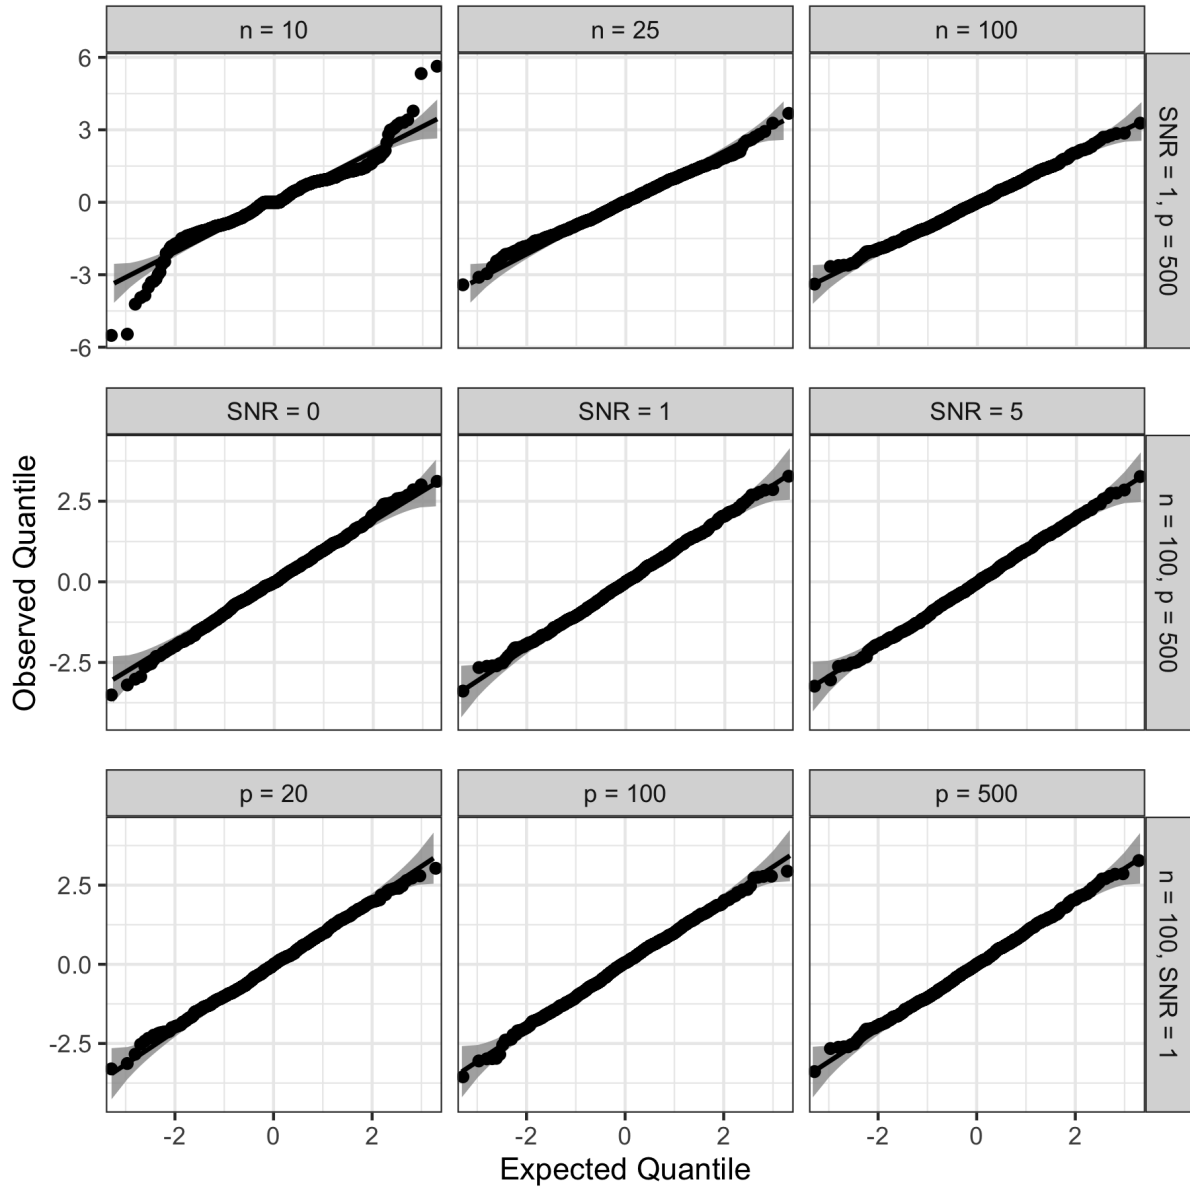 n = 10
n = 25
n = 100
6
3
0
-3
-6
SNR = 1, p = 500
SNR = 0
SNR = 1
SNR = 5
2.5
0.0
-2.5
n = 100, p = 500
Observed Quantile
p = 20
p = 100
p = 500
2.5
0.0
-2.5
n = 100, SNR = 1
-2
0
2
-2
0
2
-2
0
2
Expected Quantile